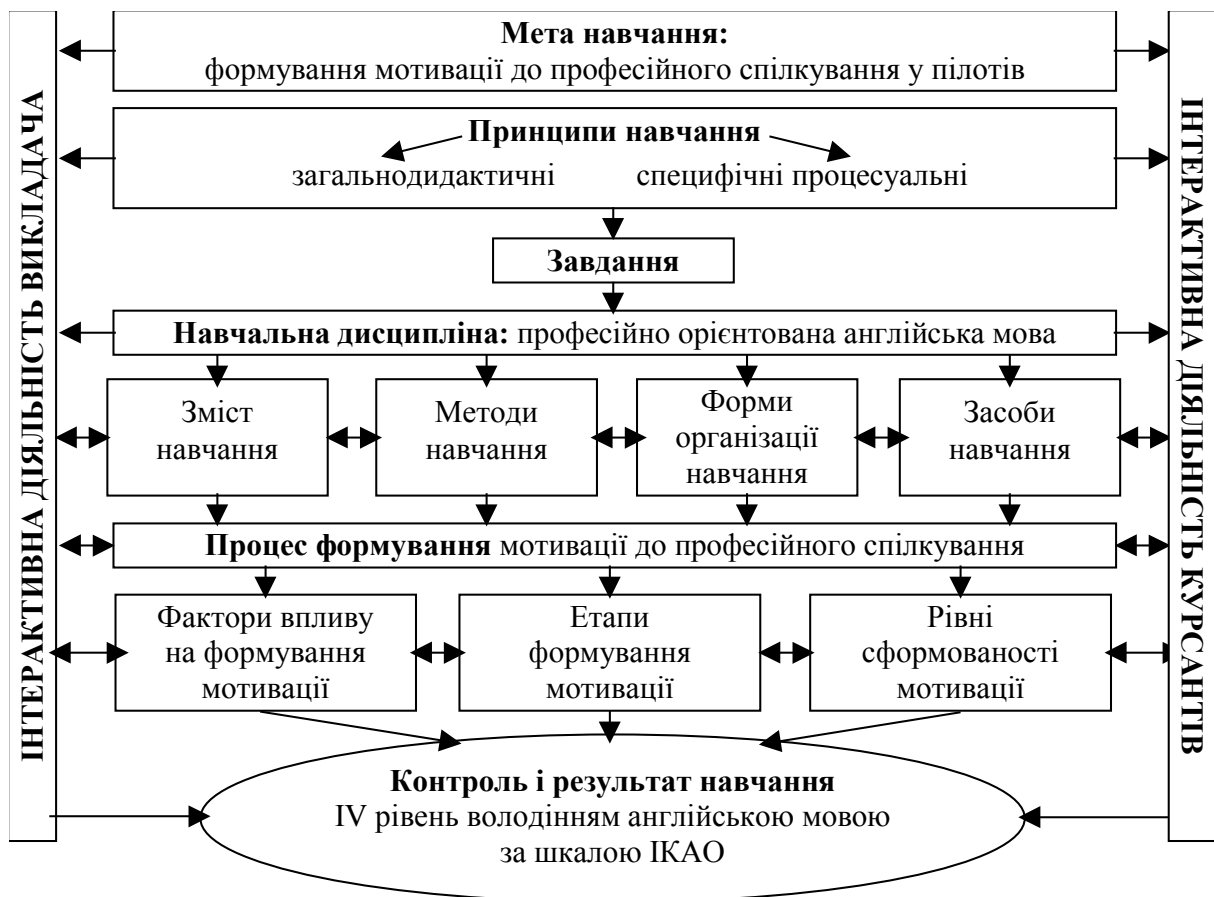 ІНТЕРАКТИВНА ДІЯЛЬНІСТЬ ВИКЛАДАЧА
Мета навчання:
формування мотивації до професійного спілкування у пілотів
Принципи навчання
загальнодидактичні специфічні процесуальні
Завдання
Навчальна дисципліна: професійно орієнтована англійська мова
Зміст
навчання
Методи
навчання
Форми
організації
навчання
Засоби
навчання
Процес формування мотивації до професійного спілкування
Фактори впливу
на формування
мотивації
Етапи
формування
мотивації
Рівні
сформованості
мотивації
Контроль і результат навчання
IV рівень володінням англійською мовою
за шкалою ІКАО
ІНТЕРАКТИВНА ДІЯЛЬНІСТЬ КУРСАНТІВ